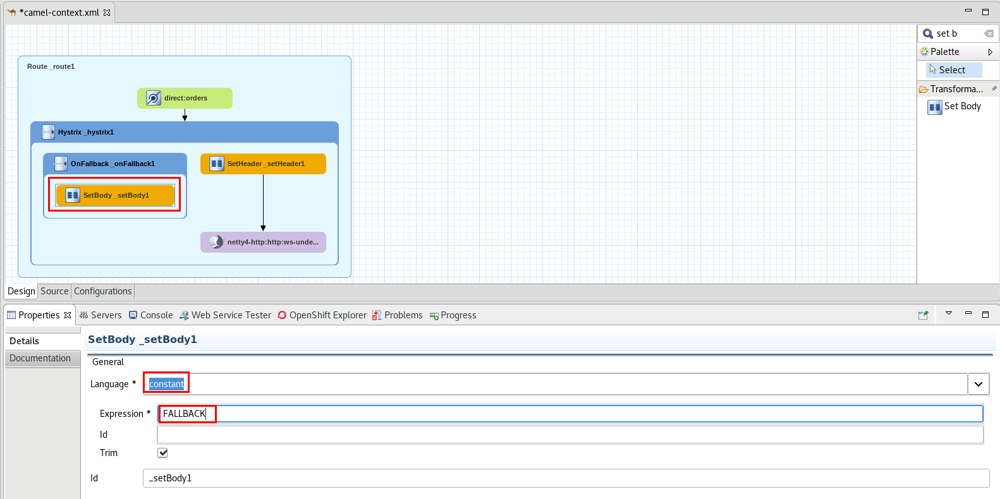 *camel-context.xml
set b
Palette
Select
Transforma...
Set Body
Route _route1
direct:orders
Hystrix _hystrix1
OnFallback _onFallback1
SetHeader _setHeader1
SetBody _setBody1
netty4-http:http:ws-unde...
Design Source Configurations
Properties Servers Console Web Service Tester OpenShift Explorer Problems Progress
Details
Documentation
SetBody _setBody1
General
Language * constant
Expression * FALLBACK
Id
Trim
Id _setBody1